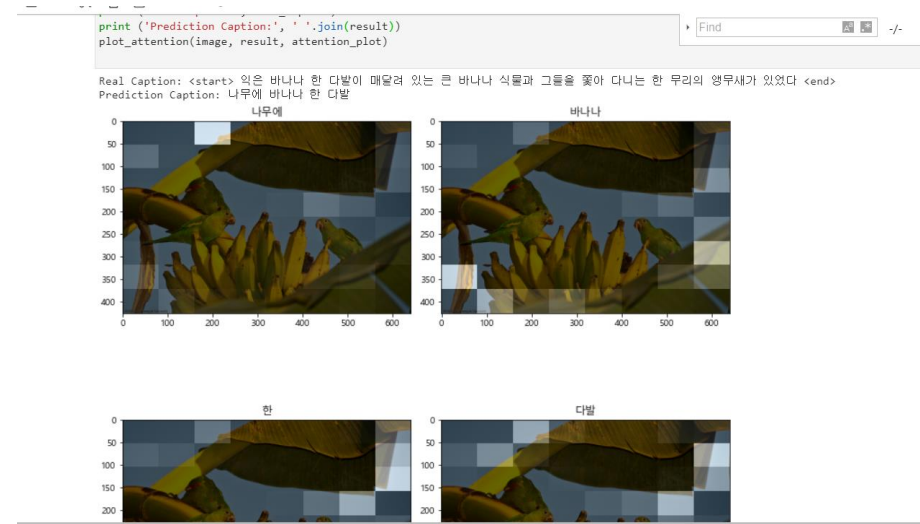 print ('Prediction Caption:', ' '.join(result))
plot_attention(image, result, attention_plot)
Find
-/-
Real Caption: <start> 익은 바나나 한 다발이 매달려 있는 큰 바나나 식물과 그들을 쫓아 다니는 한 무리의 앵무새가 있었다 <end>
Prediction Caption: 나무에 바나나 한 다발
나무에
바나나
0
50
100
150
200
250
300
350
400
0 100 200 300 400 500 600
0
50
100
150
200
250
300
350
400
0 100 200 300 400 500 600
한
다발
0
50
100
150
200
0
50
100
150
200